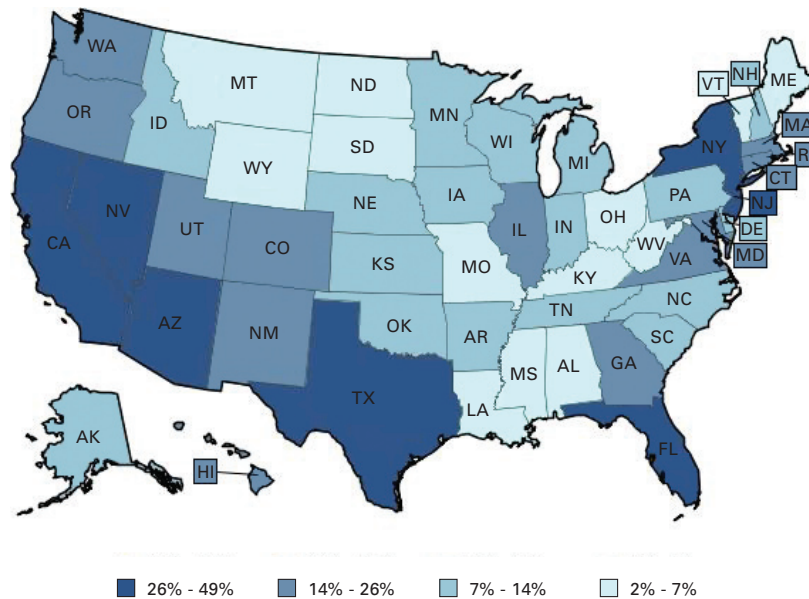 WA
MT
ND
MN
VT
NH
ME
OR
ID
SD
WI
MI
NY
MA
R
CT
WY
IA
PA
NJ
NV
NE
IL
IN
OH
DE
CA
UT
CO
WV
VA
MD
KS
MO
KY
AZ
NM
OK
AR
TN
NC
SC
TX
MS
AL
GA
LA
AK
HI
FL
26% - 49%
14% - 26%
7% - 14%
2% - 7%